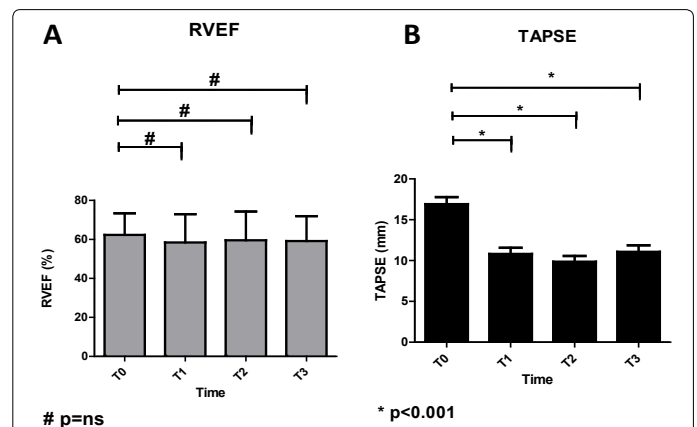 A
RVEF
#
#
#
80
60
40
20
0
RVEF (%)
T0 T1 T2 T3
Time
# p=ns
B
TAPSE
*
*
*
20
15
10
5
0
TAPSE (mm)
T0 T1 T2 T3
Time
* p<0.001